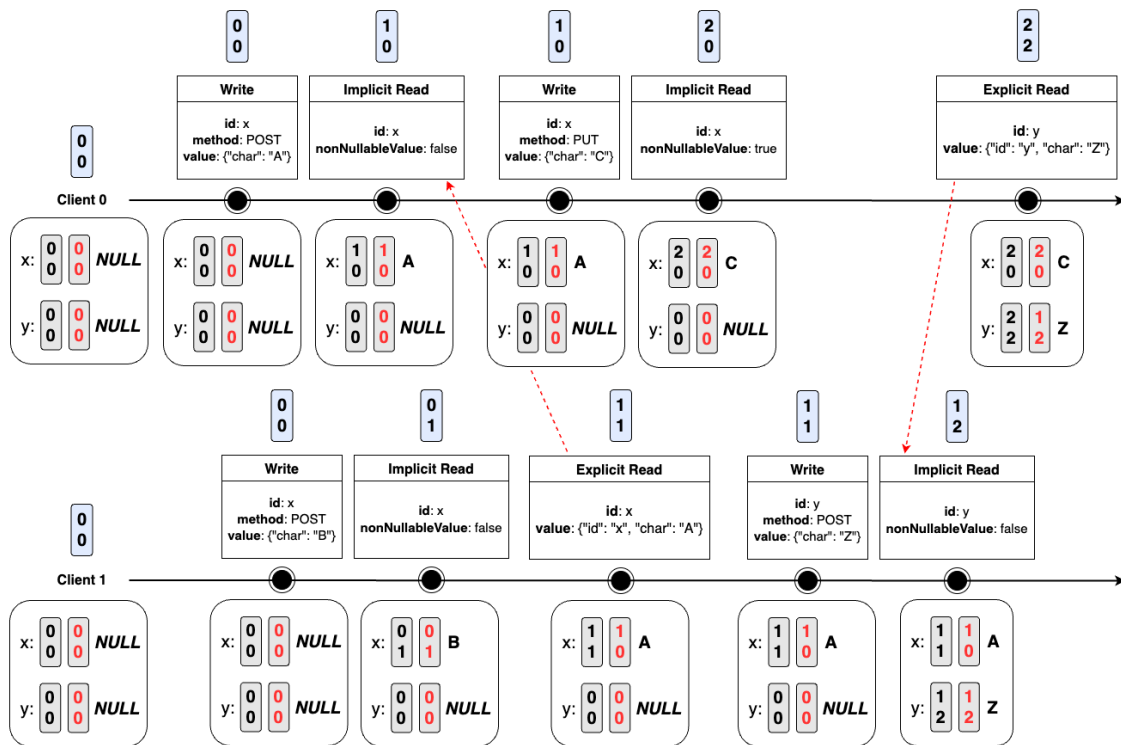 0 1 1 2 2
0 0 0 0 2
Write Implicit Read Write Implicit Read Explicit Read
id: x
method: POST
value: {"char": "A"}
id: x
nonNullableValue: false
id: x
method: PUT
value: {"char": "C"}
id: x
nonNullableValue: true
id: y
value: {"id": "y", "char": "Z"}
0
0
Client 0
x: 0 0 NULL
0 0
y: 0 0 NULL
0 0
x: 0 0 NULL
0 0
y: 0 0 NULL
0 0
x: 1 1 A
0 0
y: 0 0 NULL
0 0
x: 1 1 A
0 0
y: 0 0 NULL
0 0
x: 2 2 C
0 0
y: 0 0 NULL
0 0
x: 2 2 C
0 0
y: 2 1 Z
2 2
0 0 1 1 1
0 1 1 1 2
Write Implicit Read Explicit Read Write Implicit Read
id: x
method: POST
value: {"char": "B"}
id: x
nonNullableValue: false
id: x
value: {"id": "x", "char": "A"}
id: y
method: POST
value: {"char": "Z"}
id: y
nonNullableValue: false
0
0
Client 1
x: 0 0 NULL
0 0
y: 0 0 NULL
0 0
x: 0 0 NULL
0 0
y: 0 0 NULL
0 0
x: 0 0 B
1 1
y: 0 0 NULL
0 0
x: 1 1 A
1 0
y: 0 0 NULL
0 0
x: 1 1 A
1 0
y: 0 0 NULL
0 0
x: 1 1 A
1 0
y: 1 1 Z
2 2